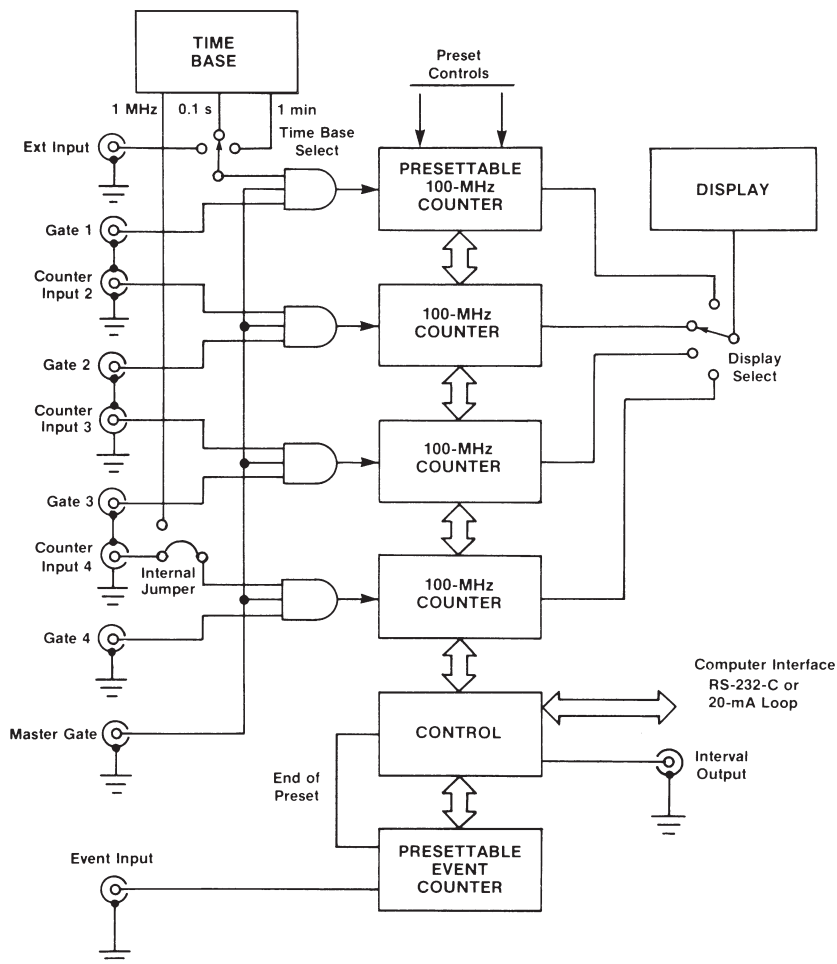 TIME
BASE
1 MHz 0.1 s 1 min
Preset
Controls
Ext Input
Time Base
Select
PRESETTABLE
100-MHz
COUNTER
DISPLAY
Gate 1
Counter
Input 2
100-MHz
COUNTER
Gate 2
Display
Select
Counter
Input 3
100-MHz
COUNTER
Gate 3
Counter
Input 4
Internal
Jumper
100-MHz
COUNTER
Gate 4
Computer Interface
RS-232-C or
20-mA Loop
Master Gate
CONTROL
Interval
Output
End of
Preset
Event Input
PRESETTABLE
EVENT
COUNTER